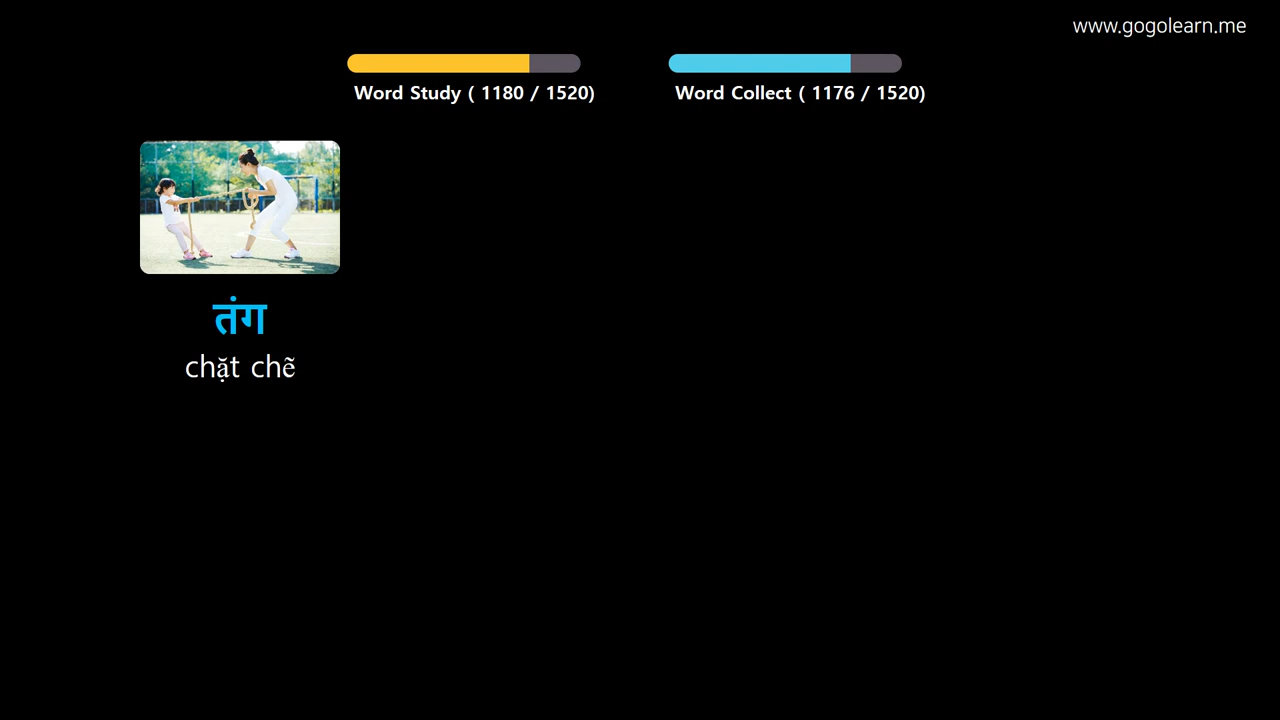 www.gogolearn.me
Word Study ( 1180 / 1520)
Word Collect ( 1176 / 1520)
तंग
chặt chẽ